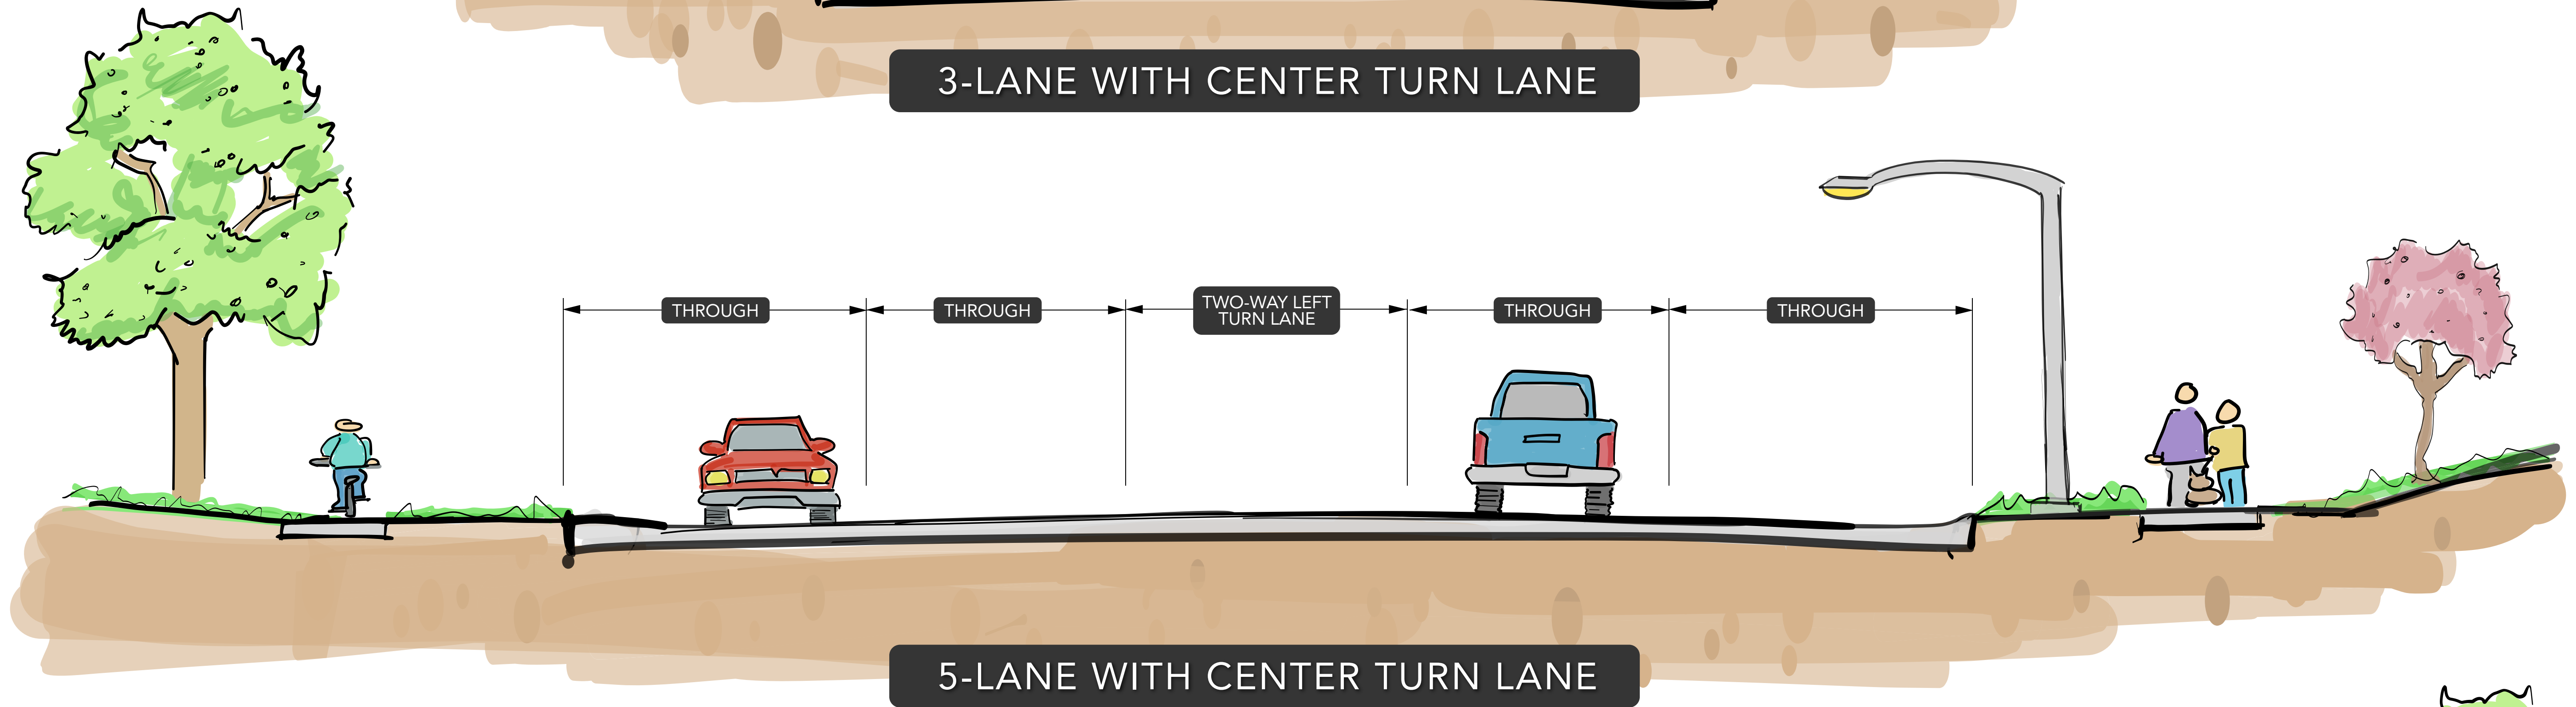 3-LANE WITH CENTER TURN LANE
THROUGH
THROUGH
TWO-WAY LEFT
TURN LANE
THROUGH
THROUGH
5-LANE WITH CENTER TURN LANE